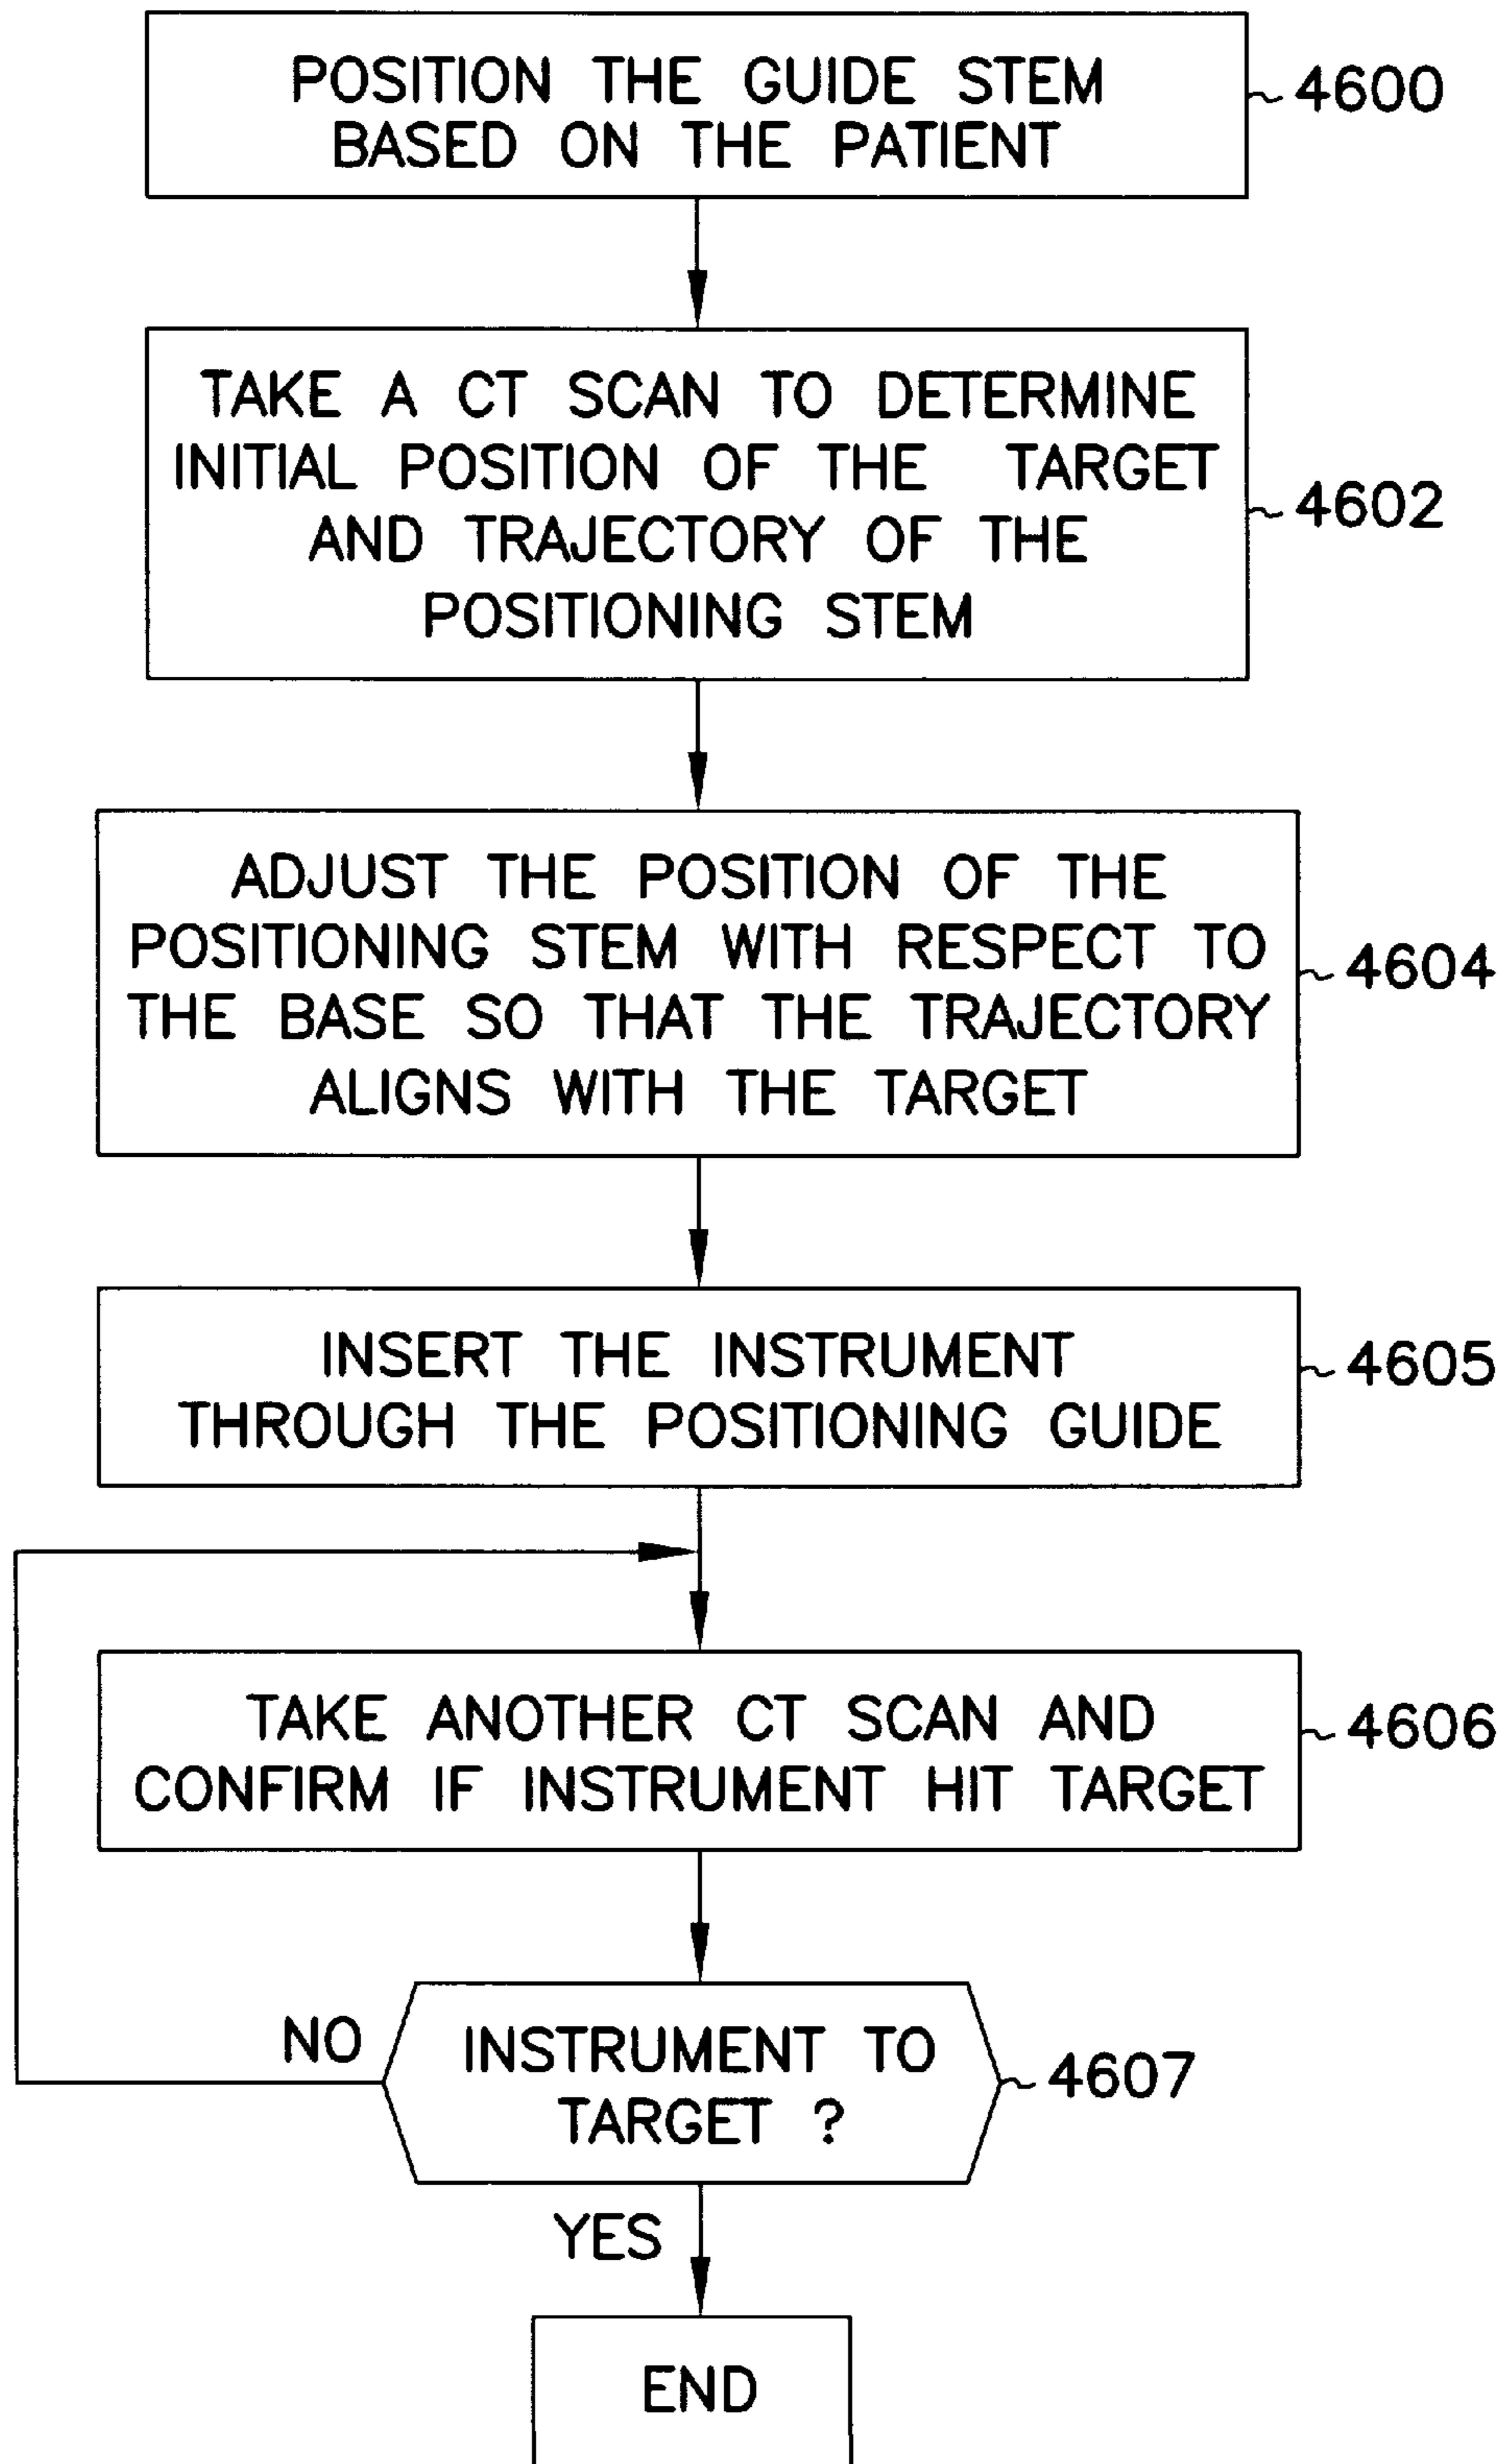 POSITION THE GUIDE STEM
BASED ON THE PATIENT
4600
TAKE A CT SCAN TO DETERMINE
INITIAL POSITION OF THE TARGET
AND TRAJECTORY OF THE
POSITIONING STEM
4602
ADJUST THE POSITION OF THE
POSITIONING STEM WITH RESPECT TO
THE BASE SO THAT THE TRAJECTORY
ALIGNS WITH THE TARGET
4604
INSERT THE INSTRUMENT
THROUGH THE POSITIONING GUIDE
4605
TAKE ANOTHER CT SCAN AND
CONFIRM IF INSTRUMENT HIT TARGET
4606
NO
INSTRUMENT TO
TARGET ?
4607
YES
END